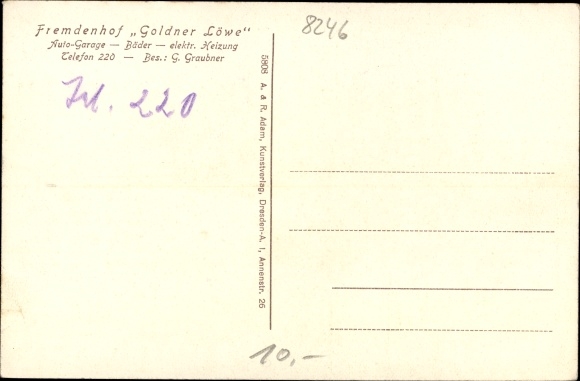 Fremdenhof „Goldner Löwe“
Auto-Garage — Bäder — elektr. Heizung
Telefon 220 — Bes.: G. Graubner
8246
220
5808 A. & R. Adam, Kunstverlag, Dresden-A. I, Annenstr. 26
10,-